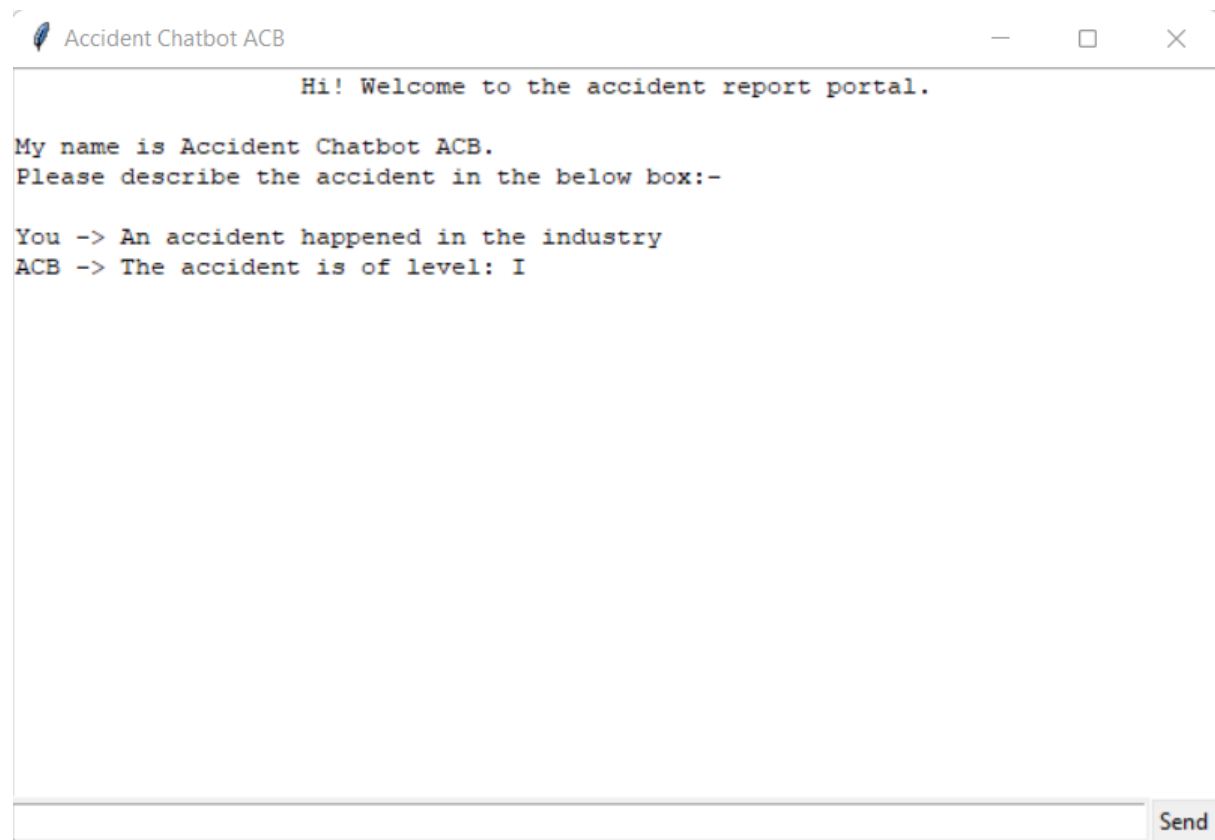 Accident Chatbot ACB
Hi! Welcome to the accident report portal.
My name is Accident Chatbot ACB.
Please describe the accident in the below box:-
You -> An accident happened in the industry
ACB -> The accident is of level: I
Send